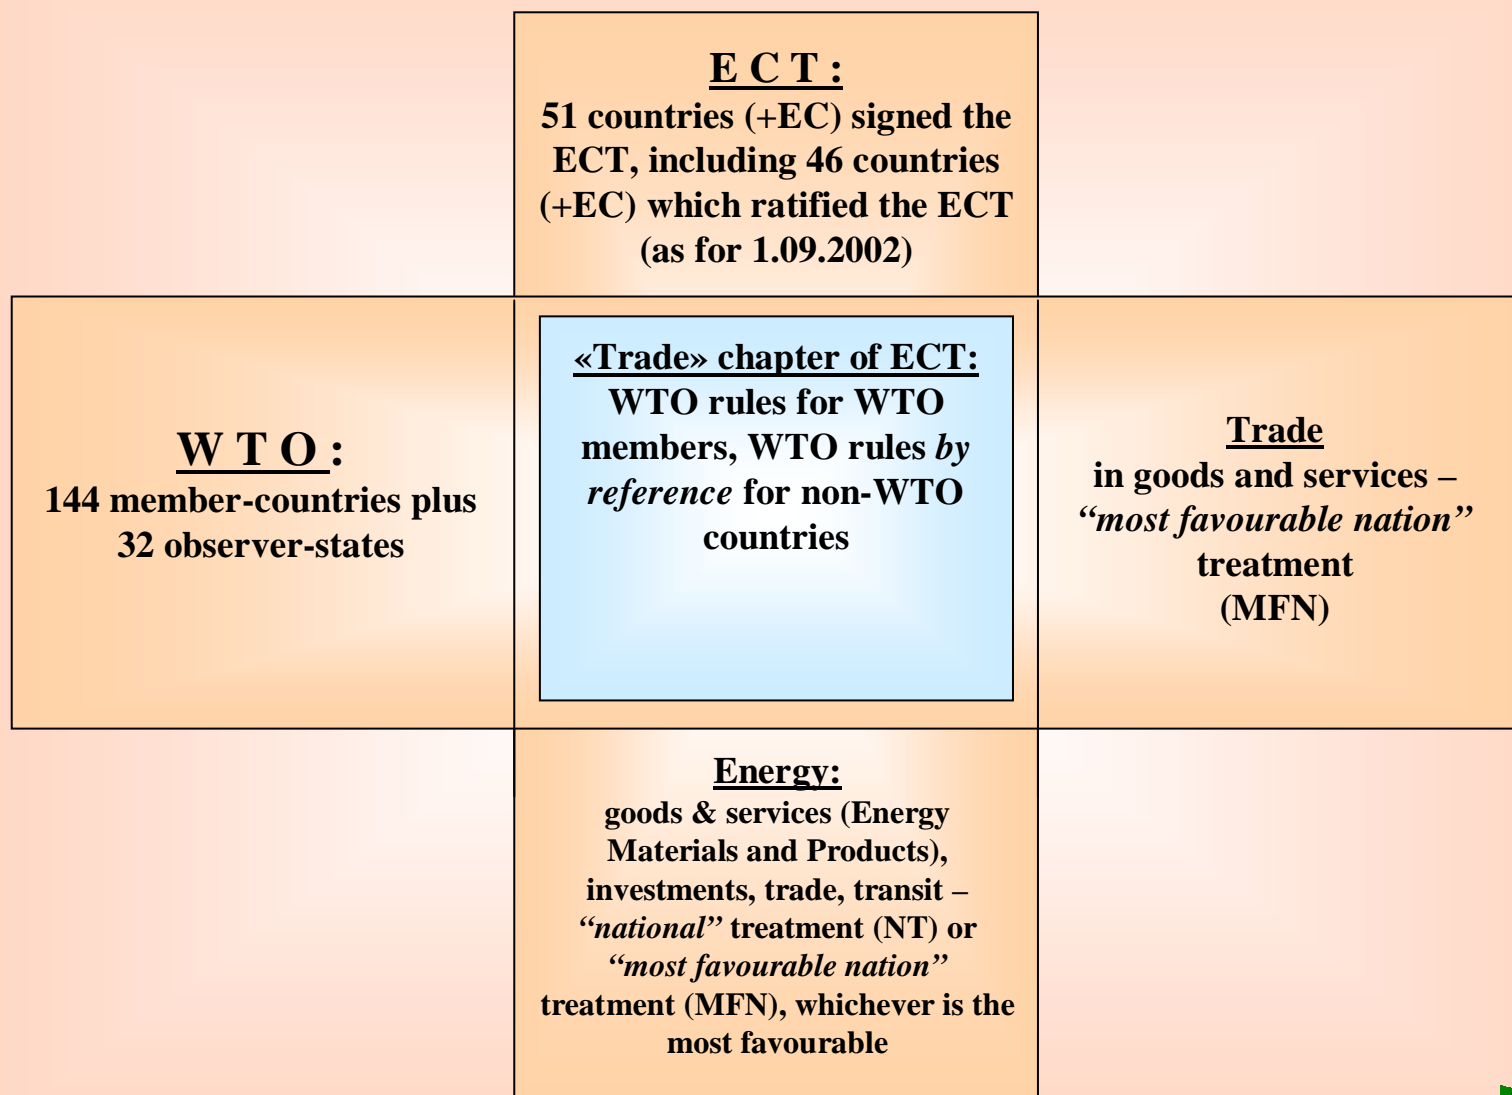 E C T :
51 countries (+EC) signed the
ECT, including 46 countries
(+EC) which ratified the ECT
(as for 1.09.2002)
W T O :
144 member-countries plus
32 observer-states
«Trade» chapter of ECT:
WTO rules for WTO
members, WTO rules by
reference for non-WTO
countries
Trade
in goods and services –
“most favourable nation”
treatment
(MFN)
Energy:
goods & services (Energy
Materials and Products),
investments, trade, transit –
“national” treatment (NT) or
“most favourable nation”
treatment (MFN), whichever is the
most favourable